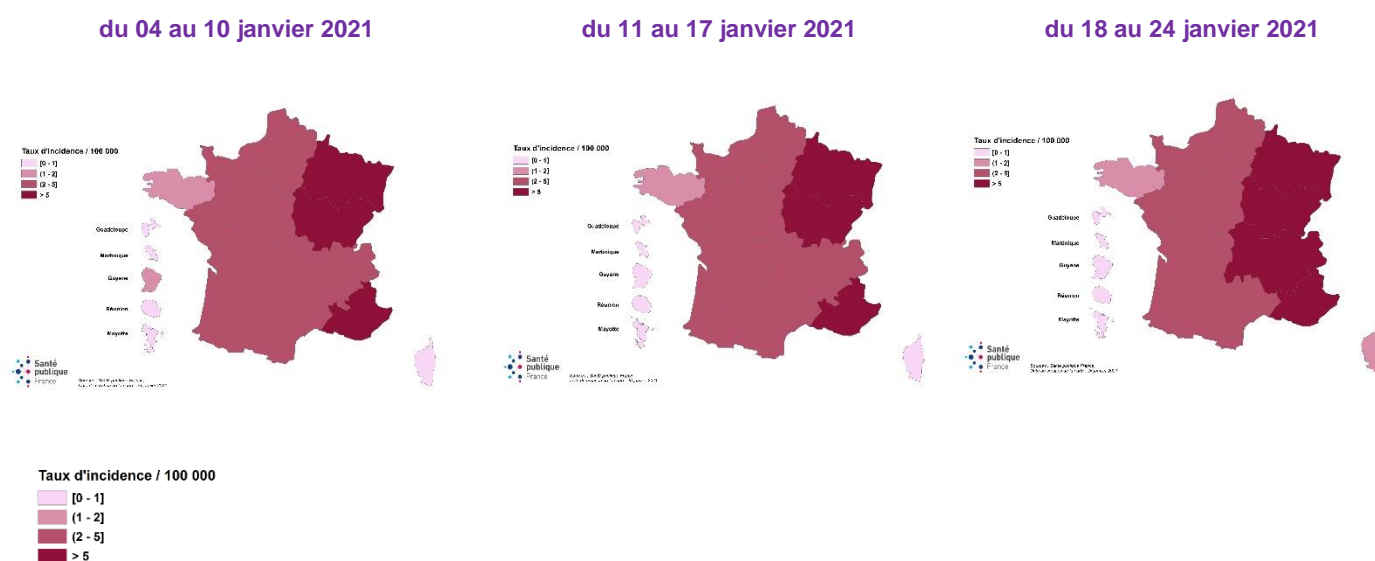 du 04 au 10 janvier 2021
du 11 au 17 janvier 2021
du 18 au 24 janvier 2021
Taux d'incidence / 100 000
[0 - 1]
(1 - 2]
(2 - 5]
> 5
Guadeloupe
Martinique
Guyane
Réunion
Mayotte
Santé
publique
France
Taux d'incidence / 100 000
[0 - 1]
(1 - 2]
(2 - 5]
> 5
Guadeloupe
Martinique
Guyane
Réunion
Mayotte
Santé
publique
France
Taux d'incidence / 100 000
[0 - 1]
(1 - 2]
(2 - 5]
> 5
Guadeloupe
Martinique
Guyane
Réunion
Mayotte
Santé
publique
France
Taux d'incidence / 100 000
[0 - 1]
(1 - 2]
(2 - 5]
> 5